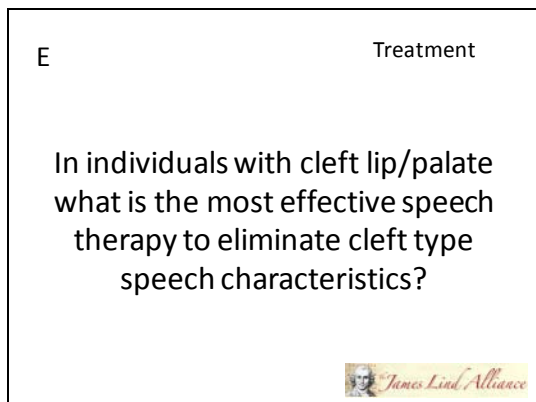 E
Treatment
In individuals with cleft lip/palate
what is the most effective speech
therapy to eliminate cleft type
speech characteristics?
the James Lind Alliance